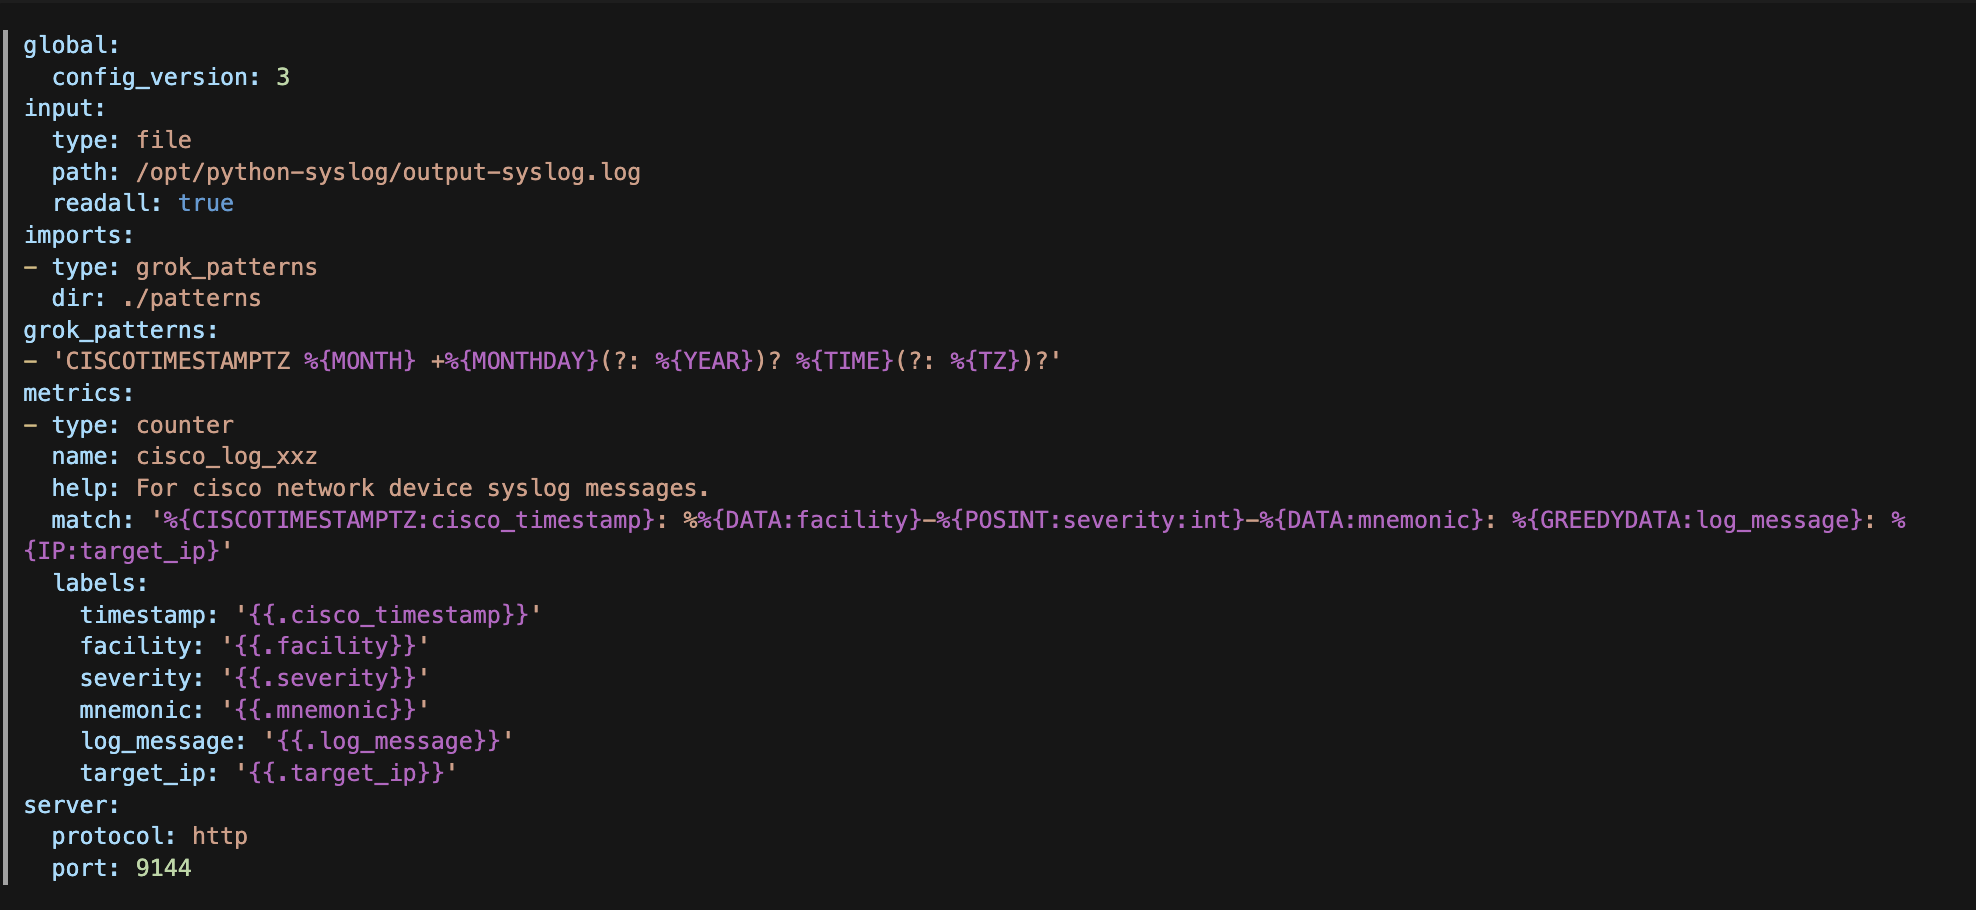 global:
  config_version: 3
input:
  type: file
  path: /opt/python-syslog/output-syslog.log
  readall: true
imports:
- type: grok_patterns
  dir: ./patterns
grok_patterns:
- 'CISCOTIMESTAMPTZ %{MONTH} +%{MONTHDAY}(?: %{YEAR})? %{TIME}(?: %{TZ})?'
metrics:
- type: counter
  name: cisco_log_xxz
  help: For cisco network device syslog messages.
  match: '%{CISCOTIMESTAMPTZ:cisco_timestamp}: %%{DATA:facility}-%{POSINT:severity:int}-%{DATA:mnemonic}: %{GREEDYDATA:log_message}: %
{IP:target_ip}'
  labels:
    timestamp: '{{.cisco_timestamp}}'
    facility: '{{.facility}}'
    severity: '{{.severity}}'
    mnemonic: '{{.mnemonic}}'
    log_message: '{{.log_message}}'
    target_ip: '{{.target_ip}}'
server:
  protocol: http
  port: 9144